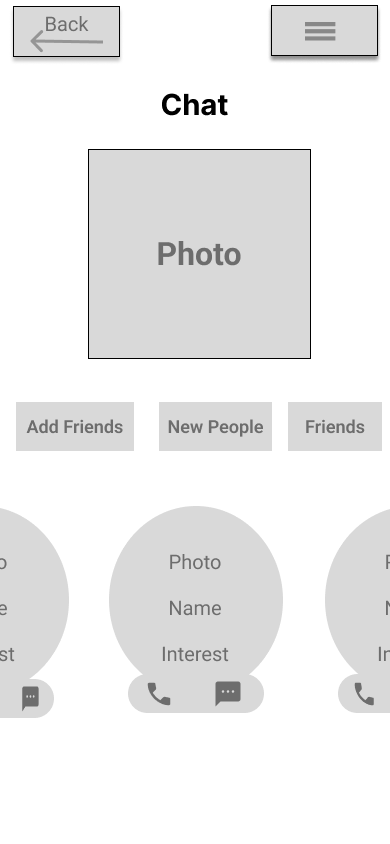 Back
Chat
Photo
Add Friends
New People
Friends
o
Photo
e
Name
N
st
Interest
In